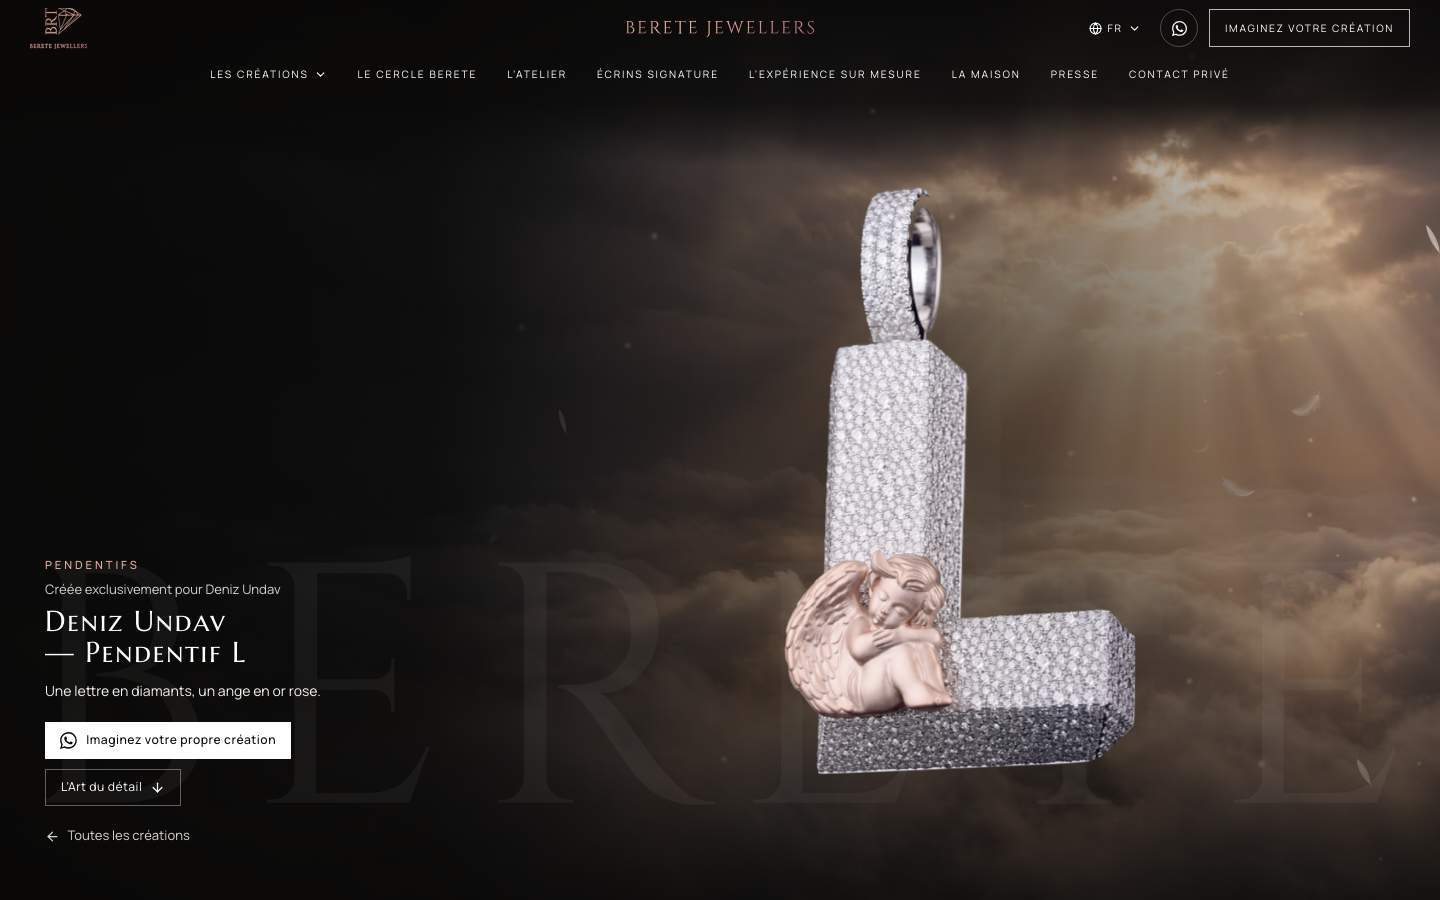 BRT
BERETE JEWELLERS
BERETE JEWELLERS
FR
IMAGINEZ VOTRE CRÉATION
LES CRÉATIONS
LE CERCLE BERETE
L'ATELIER
ÉCRINS SIGNATURE
L'EXPÉRIENCE SUR MESURE
LA MAISON
PRESSE
CONTACT PRIVÉ
PENDENTIFS
Créée exclusivement pour Deniz Undav
Deniz Undav
— Pendentif L
Une lettre en diamants, un ange en or rose.
Imaginez votre propre création
L'Art du détail
Toutes les créations
BERETE